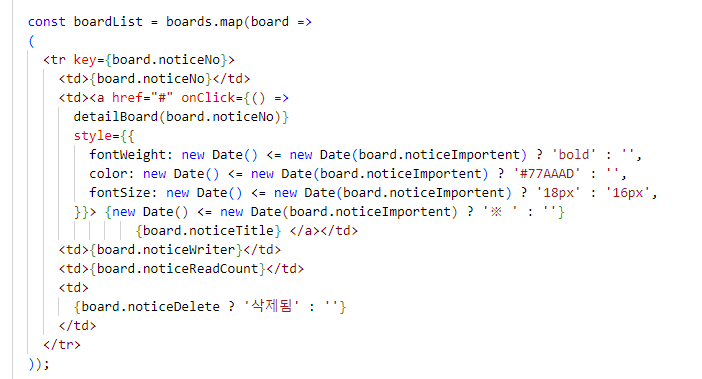 const boardList = boards.map(board =>
(
<tr key={board.noticeNo}>
<td>{board.noticeNo}</td>
<td><a href="#" onClick={() =>
detailBoard(board.noticeNo)}
style={{
fontWeight: new Date() <= new Date(board.noticeImportent) ? 'bold' : '',
color: new Date() <= new Date(board.noticeImportent) ? '#77AAAD' : '',
fontSize: new Date() <= new Date(board.noticeImportent) ? '18px' : '16px',
}}> {new Date() <= new Date(board.noticeImportent) ? '※ ' : ''}
{board.noticeTitle} </a></td>
<td>{board.noticeWriter}</td>
<td>{board.noticeReadCount}</td>
<td>
{board.noticeDelete ? '삭제됨' : ''}
</td>
</tr>
));